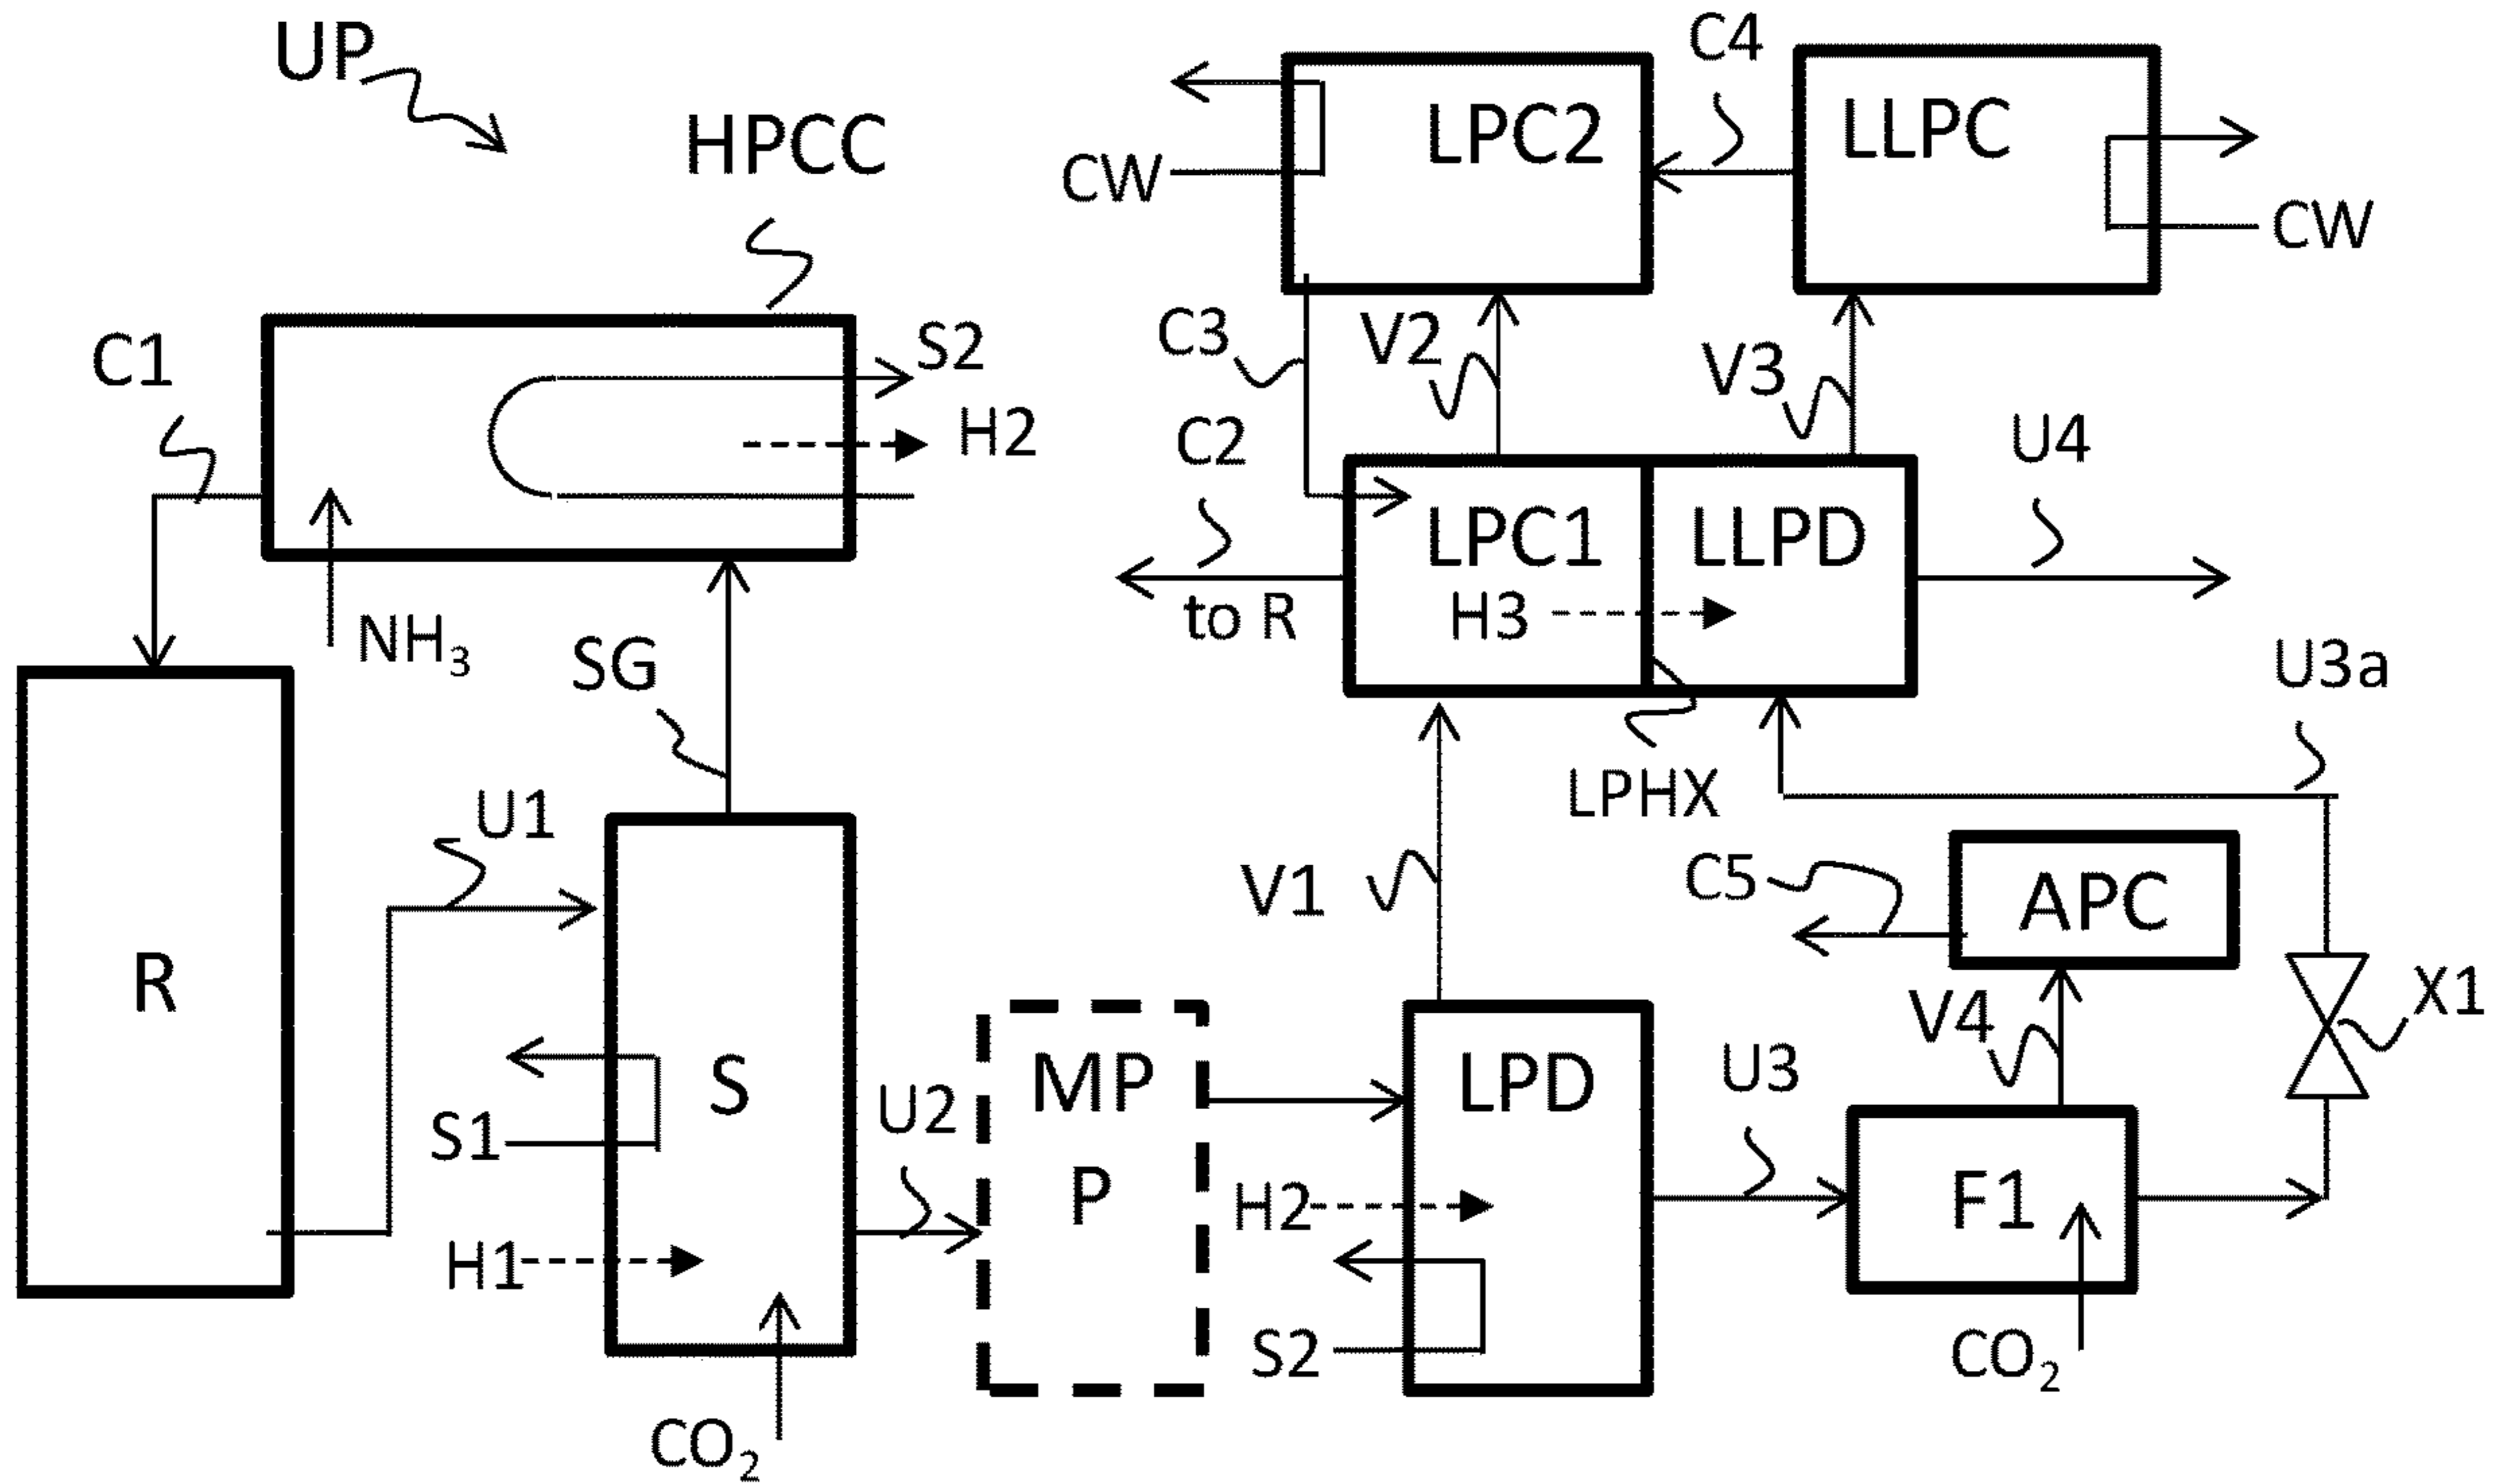 UP
HPCC
C1
S2
H2
NH₃
SG
U1
R
S
S1
H1
CO₂
U2
MP
P
CW
LPC2
C4
LLPC
CW
C3
V2
V3
C2
to R
LPC1
LLPD
H3
U4
U3a
LPHX
V1
C5
APC
X1
V4
LPD
U3
F1
H2
S2
CO₂